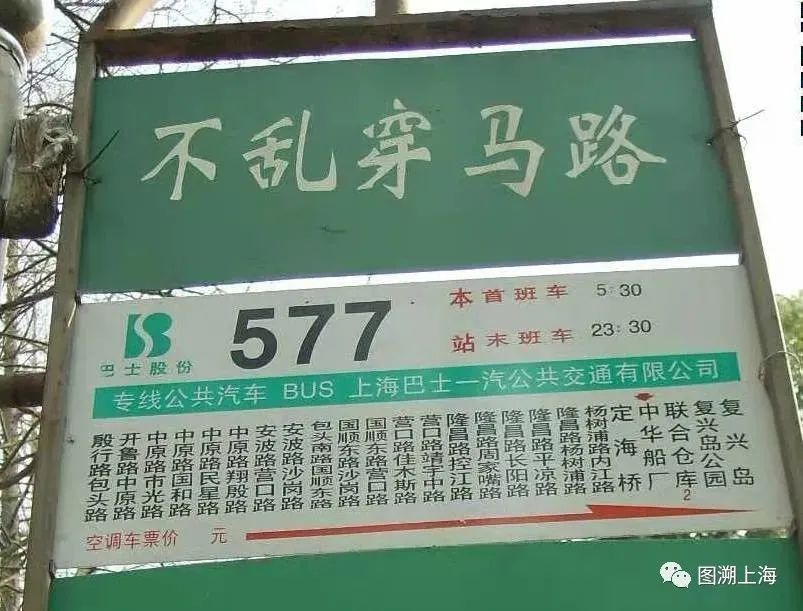 不乱穿马路
巴士股份
577
本首班车 5:30
站末班车 23:30
专线公共汽车 BUS 上海巴士一汽公共交通有限公司
殷行路包头路
开鲁路中原路
中原路市光路
中原路国和路
中原路民星路
中原路翔殷路
安波路营口路
安波路沙岗路
包头南路国顺东路
国顺东路沙岗路
国顺东路营口路
营口路佳木斯路
营口路靖宇中路
隆昌路控江路
隆昌路周家嘴路
隆昌路长阳路
隆昌路平凉路
隆昌路杨树浦路
杨树浦路内江路
定海桥
中华船厂
联合仓库
复兴岛公园
复兴岛
2
空调车票价 元
图溯上海